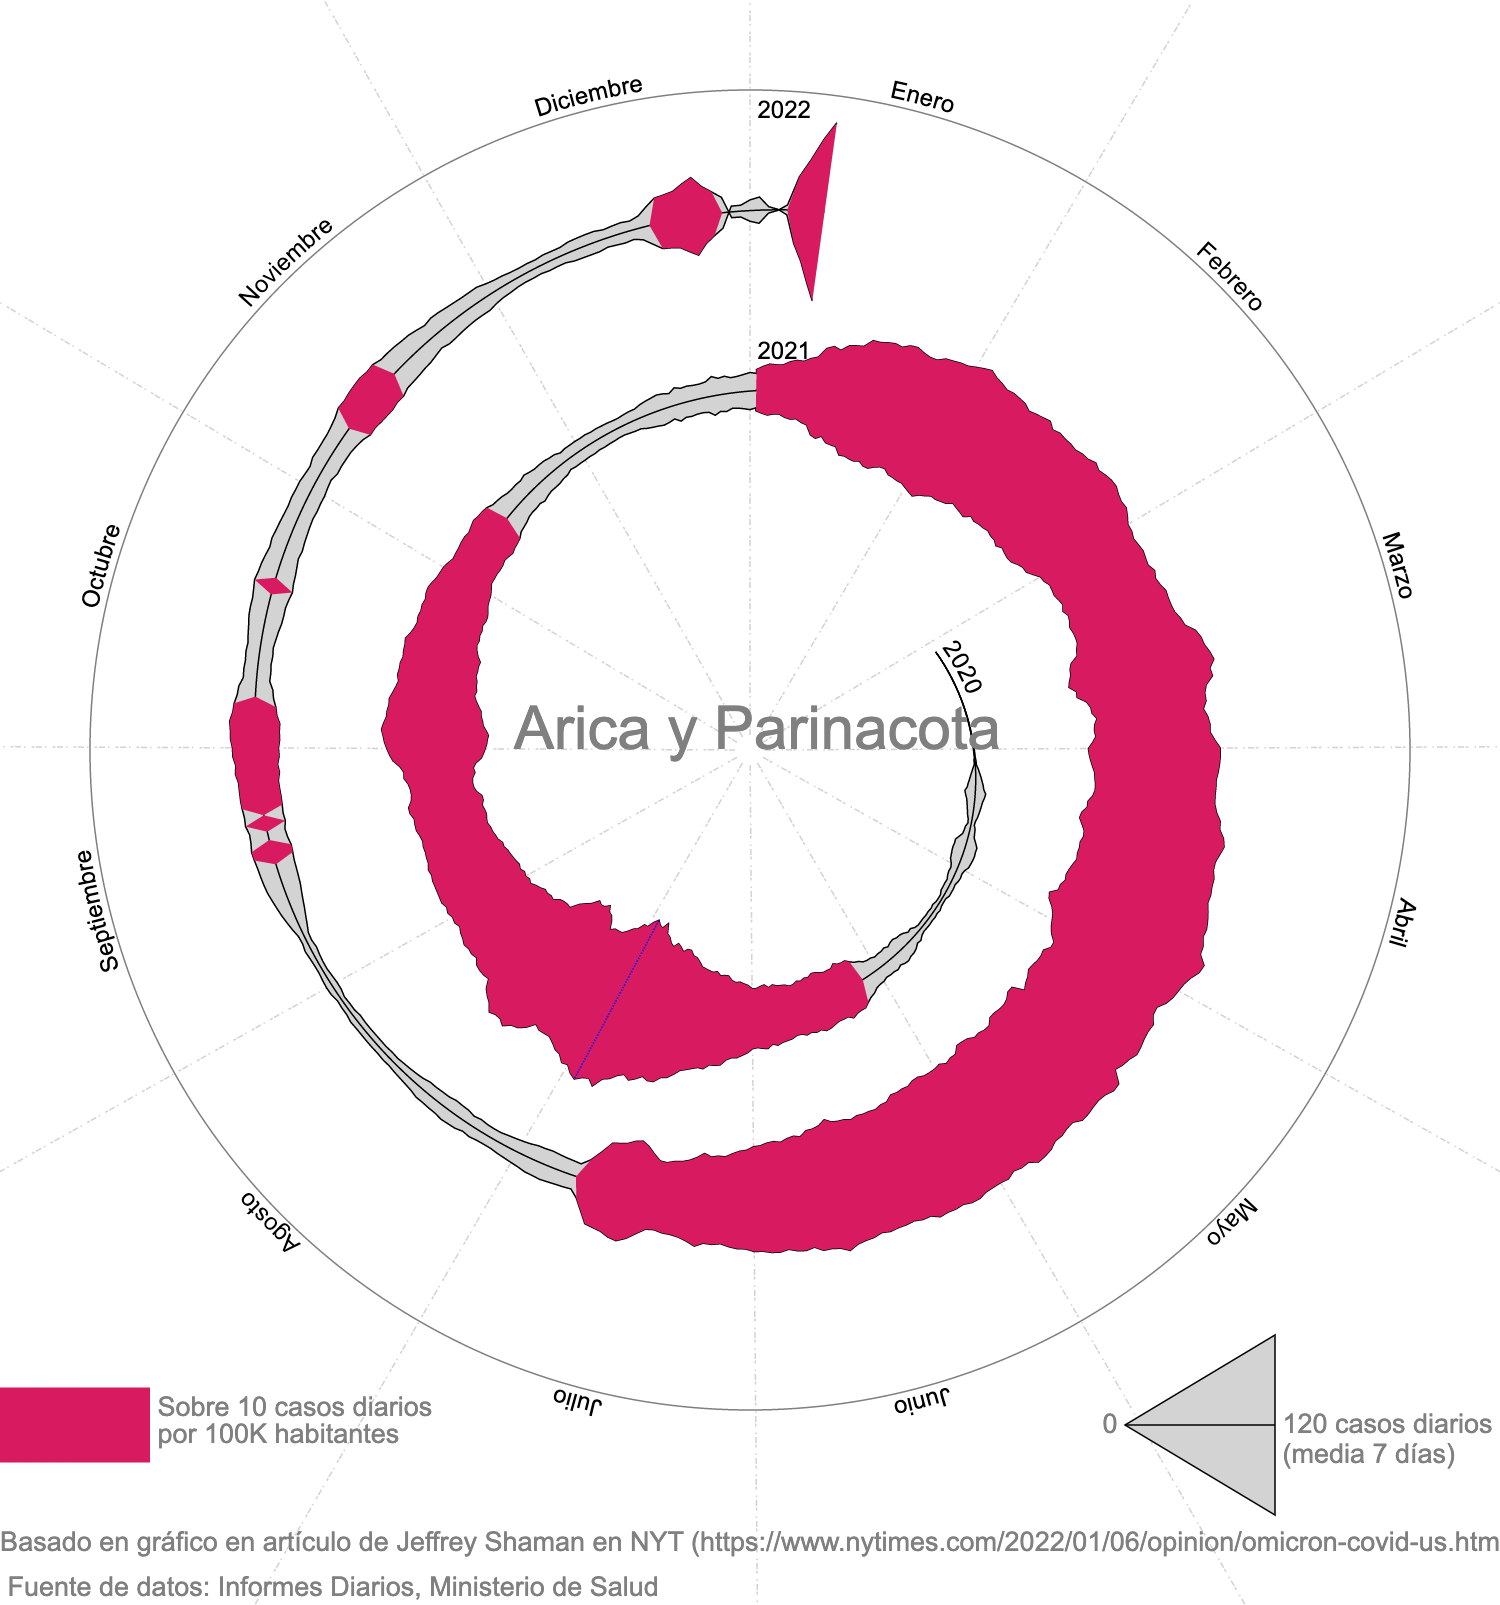 Diciembre
Enero
2022
Noviembre
Febrero
2021
Octubre
Marzo
2020
Arica y Parinacota
Septiembre
Abril
Agosto
Mayo
Julio
Junio
Sobre 10 casos diarios
por 100K habitantes
0
120 casos diarios
(media 7 días)
Basado en gráfico en artículo de Jeffrey Shaman en NYT (https://www.nytimes.com/2022/01/06/opinion/omicron-covid-us.htm
Fuente de datos: Informes Diarios, Ministerio de Salud